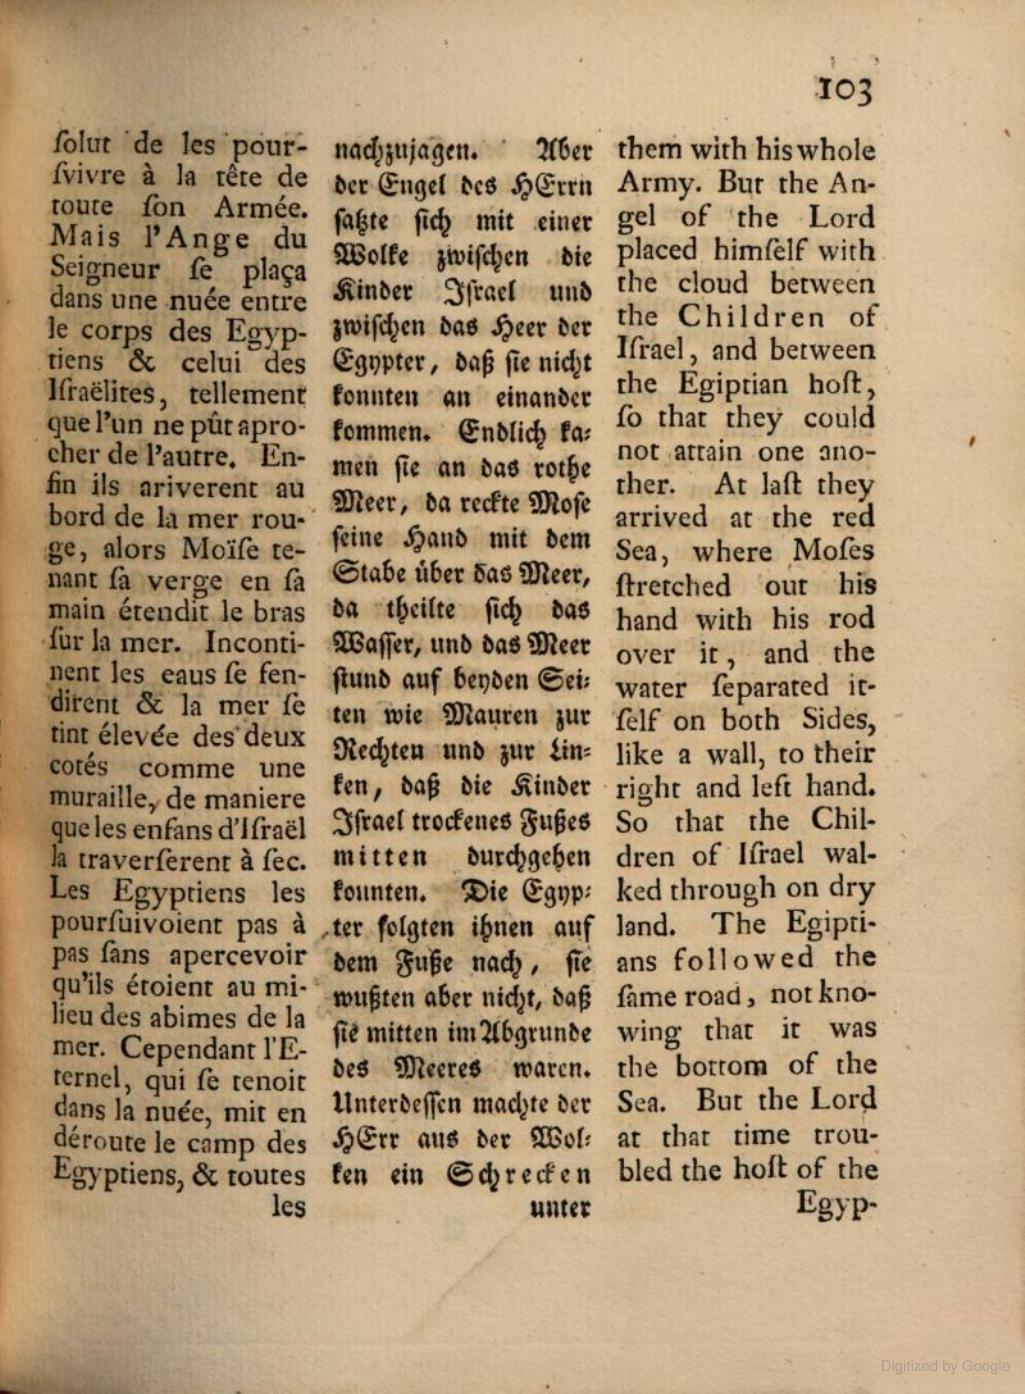 103
ſolut de les pour-
ſvivre à la tête de
toute ſon Armée.
Mais l'Ange du
Seigneur ſe plaça
dans une nuée entre
le corps des Egyp-
tiens & celui des
Iſraëlites, tellement
que l'un ne pût apro-
cher de l'autre. En-
fin ils ariverent au
bord de la mer rou-
ge, alors Moïſe te-
nant ſa verge en ſa
main étendit le bras
ſur la mer. Inconti-
nent les eaus ſe fen-
dirent & la mer ſe
tint élevée des deux
cotés comme une
muraille, de maniere
que les enfans d'Iſraël
la traverſerent à ſec.
Les Egyptiens les
pourſuivoient pas à
pas ſans apercevoir
qu'ils étoient au mi-
lieu des abimes de la
mer. Cependant l'E-
ternel, qui ſe tenoit
dans la nuée, mit en
déroute le camp des
Egyptiens, & toutes
les
nachzujagen. Aber
der Engel des HErrn
ſaßte ſich mit einer
Wolke zwiſchen die
Kinder Iſrael und
zwiſchen das Heer der
Egypter, daß ſie nicht
konnten an einander
kommen. Endlich ka-
men ſie an das rothe
Meer, da reckte Moſe
ſeine Hand mit dem
Stabe über das Meer,
da theilte ſich das
Waſſer, und das Meer
ſtund auf beyden Sei-
ten wie Mauren zur
Rechten und zur Lin-
ken, daß die Kinder
Iſrael trockenes Fußes
mitten durchgehen
konnten. Die Egyp-
ter folgten ihnen auf
dem Fuße nach, ſie
wußten aber nicht, daß
ſie mitten im Abgrunde
des Meeres waren.
Unterdeſſen machte der
HErr aus der Wol-
ken ein Schrecken
unter
them with his whole
Army. But the An-
gel of the Lord
placed himſelf with
the cloud between
the Children of
Iſrael, and between
the Egiptian hoſt,
ſo that they could
not attain one ano-
ther. At laſt they
arrived at the red
Sea, where Moſes
ſtretched out his
hand with his rod
over it, and the
water ſeparated it-
ſelf on both Sides,
like a wall, to their
right and left hand.
So that the Chil-
dren of Iſrael wal-
ked through on dry
land. The Egipti-
ans followed the
ſame road, not kno-
wing that it was
the bottom of the
Sea. But the Lord
at that time trou-
bled the hoſt of the
Egyp-
Digitized by Google